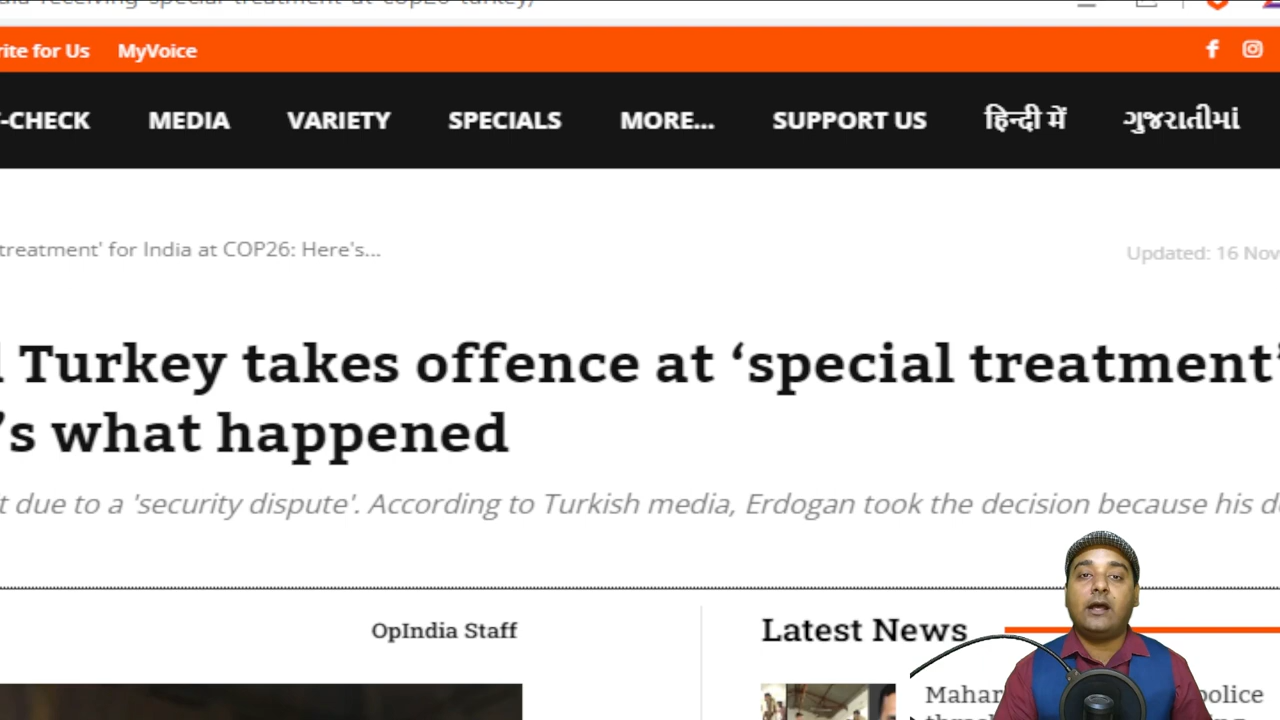 rite for Us MyVoice
-CHECK MEDIA VARIETY SPECIALS MORE... SUPPORT US हिन्दी में ગુજરાતીમાં
treatment' for India at COP26: Here's...
Updated: 16 Nov
Turkey takes offence at ‘special treatment’
’s what happened
t due to a 'security dispute'. According to Turkish media, Erdogan took the decision because his d
OpIndia Staff
Latest News
Mahar police